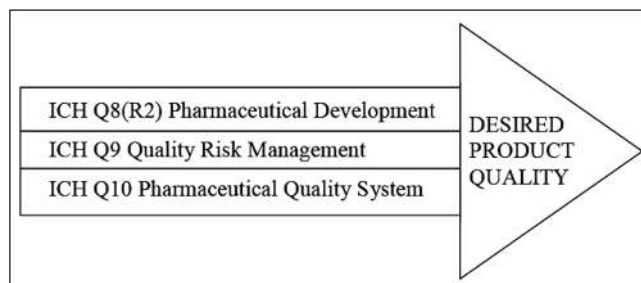 ICH Q8(R2) Pharmaceutical Development
ICH Q9 Quality Risk Management
ICH Q10 Pharmaceutical Quality System
DESIRED
PRODUCT
QUALITY